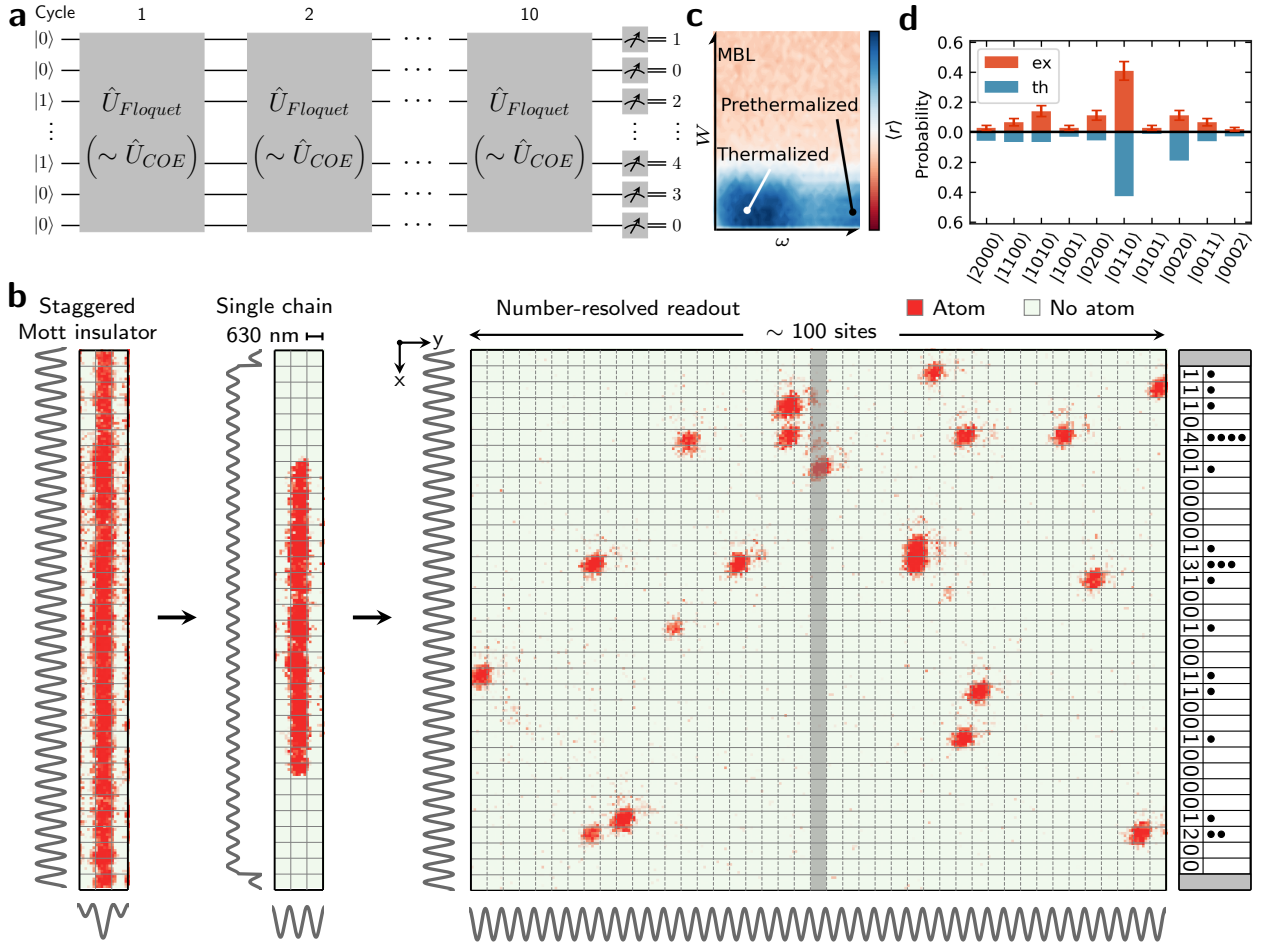 a
Cycle 1 2 10
|0⟩ 1
|0⟩ 0
|1⟩ 2
Û_Floquet Û_Floquet · · · Û_Floquet
(∼ Û_COE) (∼ Û_COE) · · · (∼ Û_COE)
|1⟩ 4
|0⟩ 3
|0⟩ 0
c
MBL
Prethermalized
Thermalized
W
ω
⟨r⟩
d
Probability
0.6
0.4
0.2
0.0
0.2
0.4
0.6
ex
th
|2000⟩
|1100⟩
|1010⟩
|1001⟩
|0200⟩
|0110⟩
|0101⟩
|0020⟩
|0011⟩
|0002⟩
b
Staggered
Mott insulator
Single chain
630 nm
y
x
Number-resolved readout
Atom
No atom
∼ 100 sites
1
1
1
0
4
0
1
0
0
0
0
1
3
1
0
0
1
0
0
1
1
0
0
1
0
0
0
0
1
2
0
0